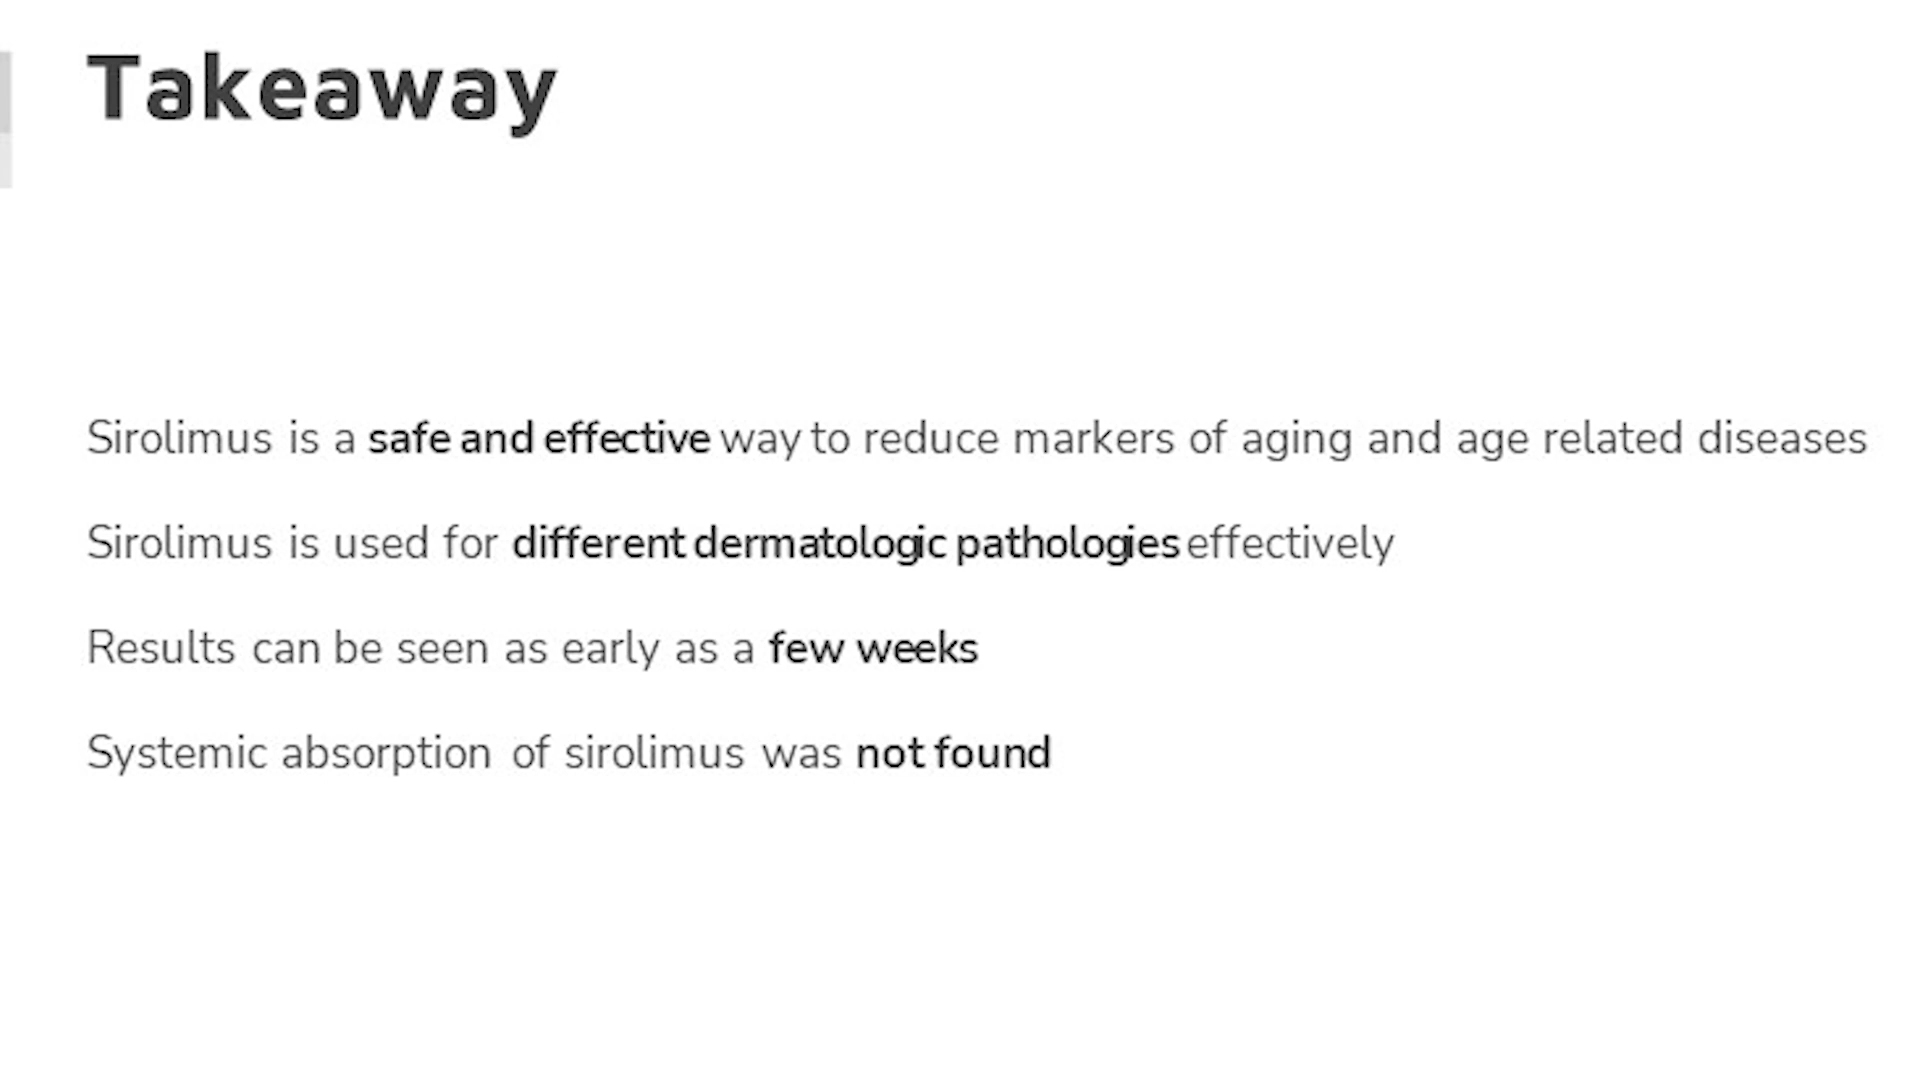 Takeaway
Sirolimus is a safe and effective way to reduce markers of aging and age related diseases
Sirolimus is used for different dermatologic pathologies effectively
Results can be seen as early as a few weeks
Systemic absorption of sirolimus was not found